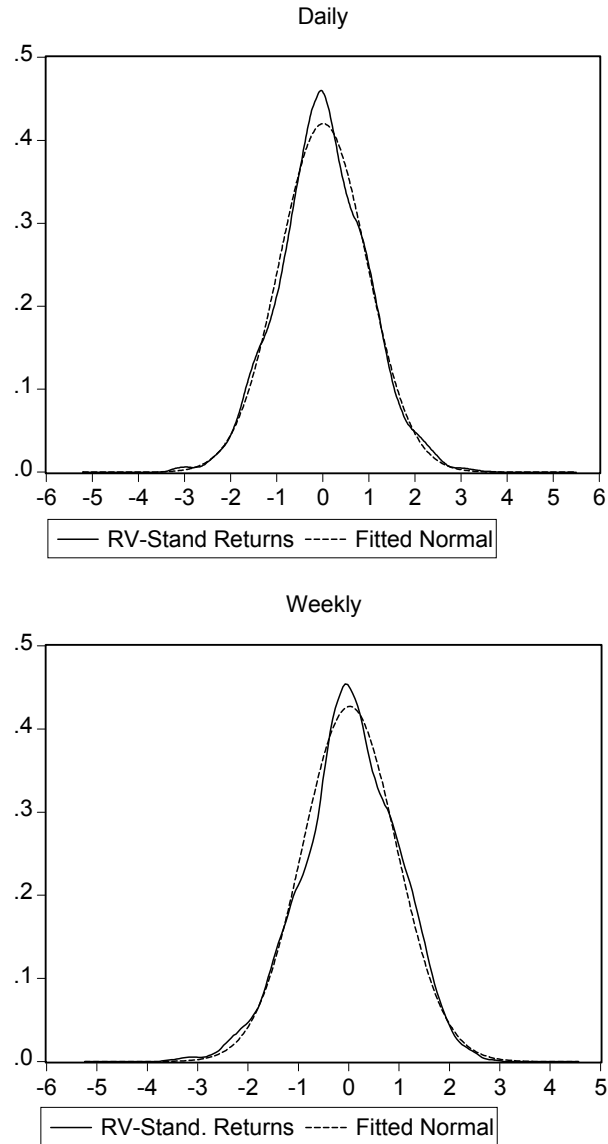 Daily
.5
.4
.3
.2
.1
.0
-6 -5 -4 -3 -2 -1 0 1 2 3 4 5 6
RV-Stand Returns Fitted Normal
Weekly
.5
.4
.3
.2
.1
.0
-6 -5 -4 -3 -2 -1 0 1 2 3 4 5
RV-Stand. Returns Fitted Normal